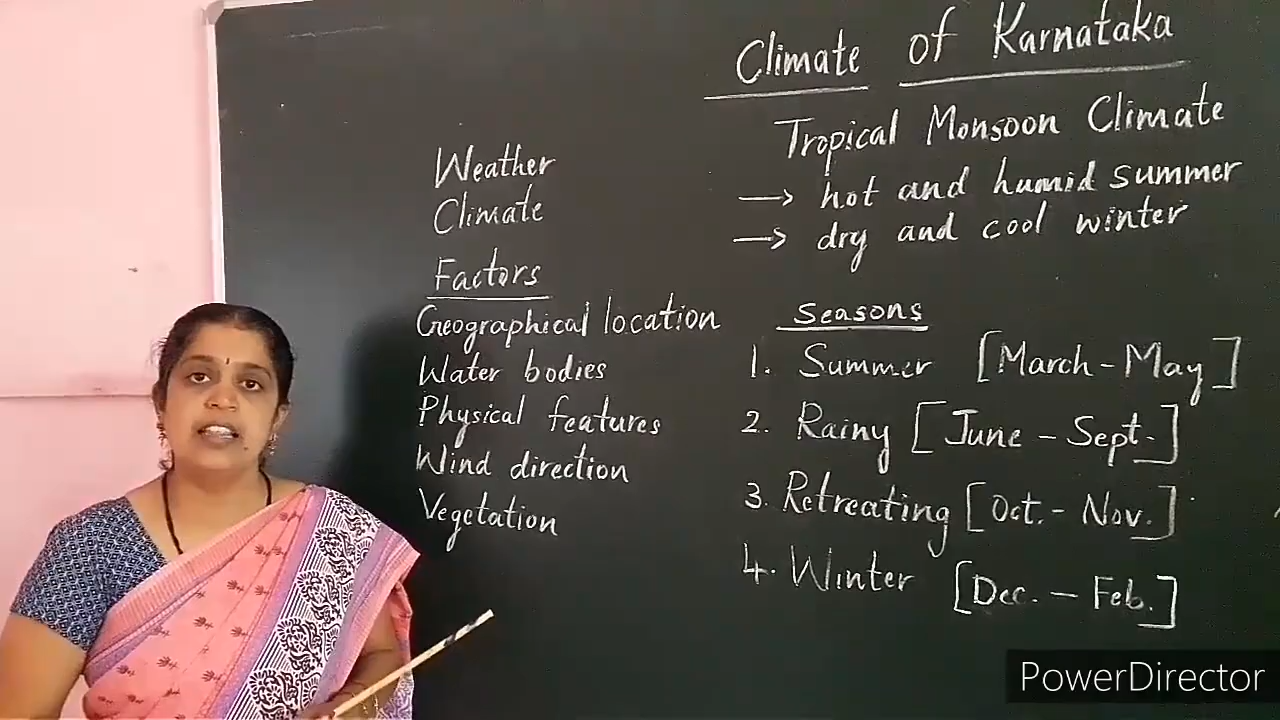 Climate of Karnataka
Tropical Monsoon Climate
→ hot and humid summer
→ dry and cool winter
Weather
Climate
Factors
Geographical location
Water bodies
Physical features
Wind direction
Vegetation
Seasons
1. Summer [March - May]
2. Rainy [June - Sept.]
3. Retreating [Oct. - Nov.]
4. Winter [Dec. - Feb.]
PowerDirector